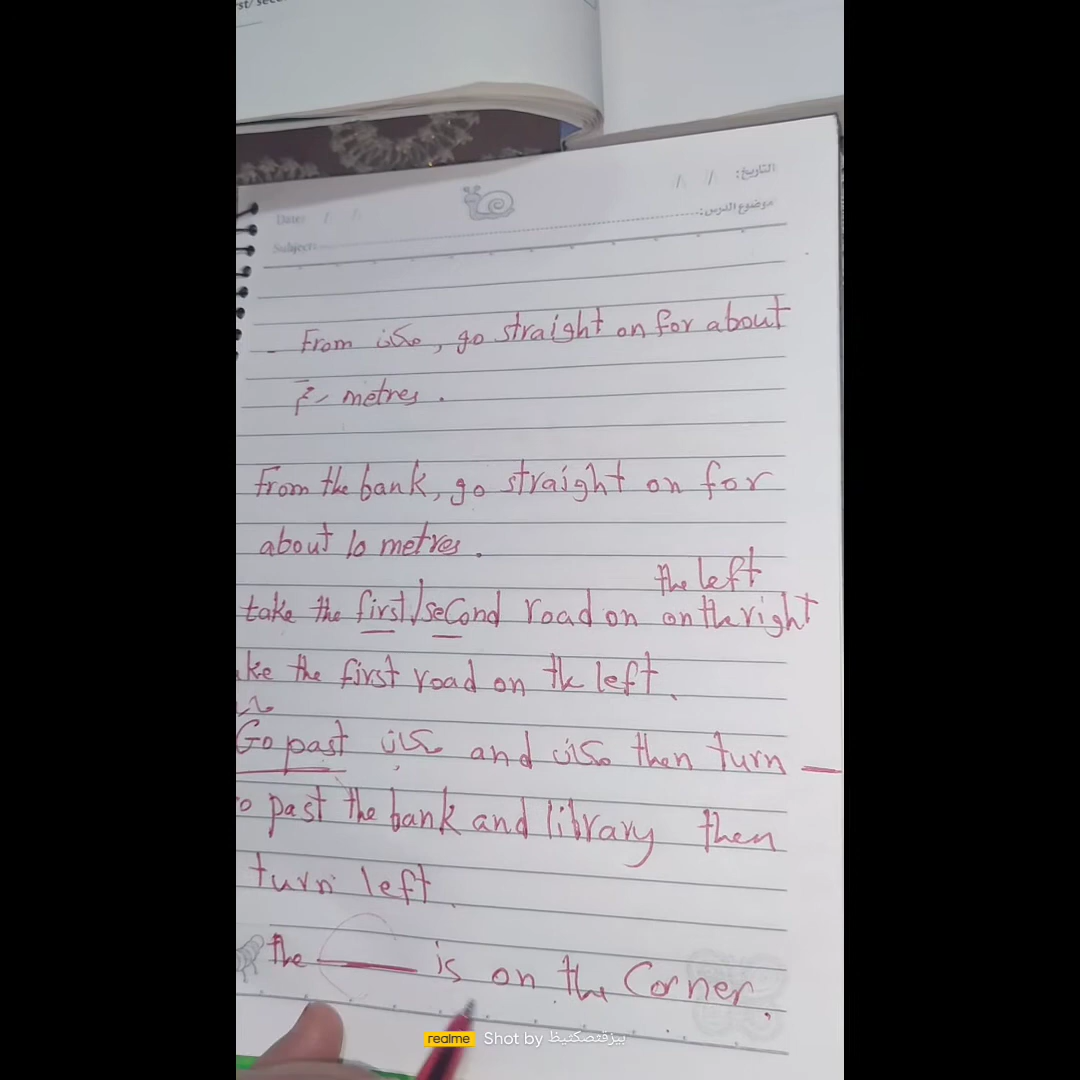 st/ sec
التاريخ: / /
Date: / /
موضوع الدرس:
Subject:
- From مكان, go straight on for about
metres.
From the bank, go straight on for
about 10 metres.
the left
take the first/second road on on the right
ke the first road on the left.
Go past مكان and مكان then turn
o past the bank and library then
turn left.
the ____ is on the Corner.
realme Shot by